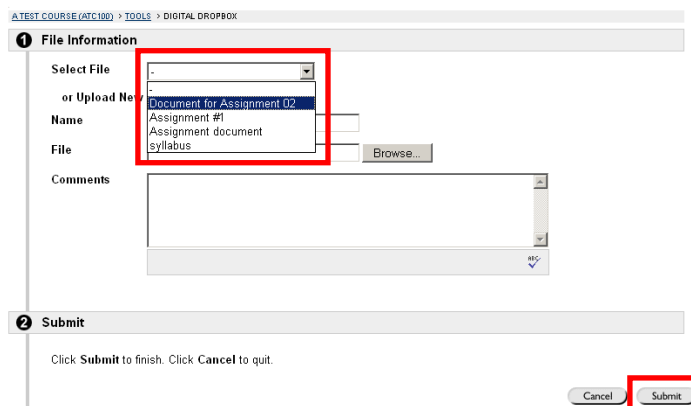 A TEST COURSE (ATC100) > TOOLS > DIGITAL DROPBOX
1 File Information
Select File
-
-
or Upload New
Document for Assignment 02
Name
Assignment #1
Assignment document
File
syllabus
Browse...
Comments
ABC
2 Submit
Click Submit to finish. Click Cancel to quit.
Cancel
Submit